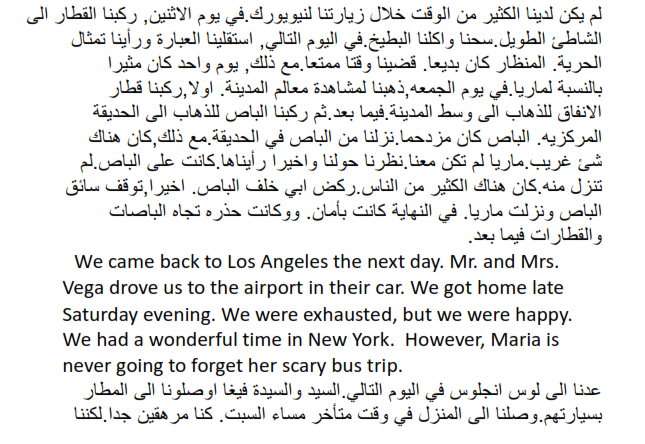 لم يكن لدينا الكثير من الوقت خلال زيارتنا لنيويورك.في يوم الاثنين, ركبنا القطار الى
الشاطئ الطويل.سحنا واكلنا البطيخ.في اليوم التالي, استقلينا العبارة ورأينا تمثال
الحرية. المنظار كان بديعا. قضينا وقتا ممتعا.مع ذلك, يوم واحد كان مثيرا
بالنسبة لماريا.في يوم الجمعه,ذهبنا لمشاهدة معالم المدينة. اولا,ركبنا قطار
الانفاق للذهاب الى وسط المدينة.فيما بعد.ثم ركبنا الباص للذهاب الى الحديقة
المركزيه. الباص كان مزدحما.نزلنا من الباص في الحديقة.مع ذلك,كان هناك
شئ غريب.ماريا لم تكن معنا.نظرنا حولنا واخيرا رأيناها.كانت على الباص.لم
تنزل منه.كان هناك الكثير من الناس.ركض ابي خلف الباص. اخيرا,توقف سائق
الباص ونزلت ماريا. في النهاية كانت بأمان. ووكانت حذره تجاه الباصات
والقطارات فيما بعد.
We came back to Los Angeles the next day. Mr. and Mrs.
Vega drove us to the airport in their car. We got home late
Saturday evening. We were exhausted, but we were happy.
We had a wonderful time in New York. However, Maria is
never going to forget her scary bus trip.
عدنا الى لوس انجلوس في اليوم التالي.السيد والسيدة فيغا اوصلونا الى المطار
بسيارتهم.وصلنا الى المنزل في وقت متأخر مساء السبت. كنا مرهقين جدا.لكننا